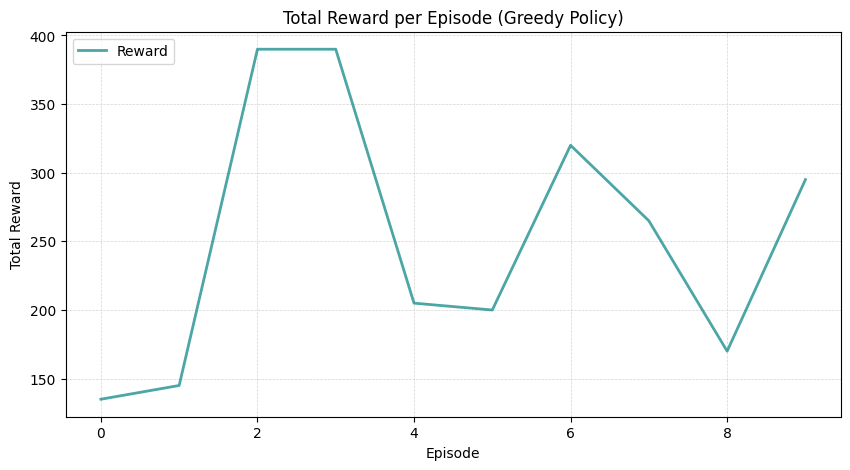 Total Reward per Episode (Greedy Policy)
Reward
Total Reward
400
350
300
250
200
150
0 2 4 6 8
Episode